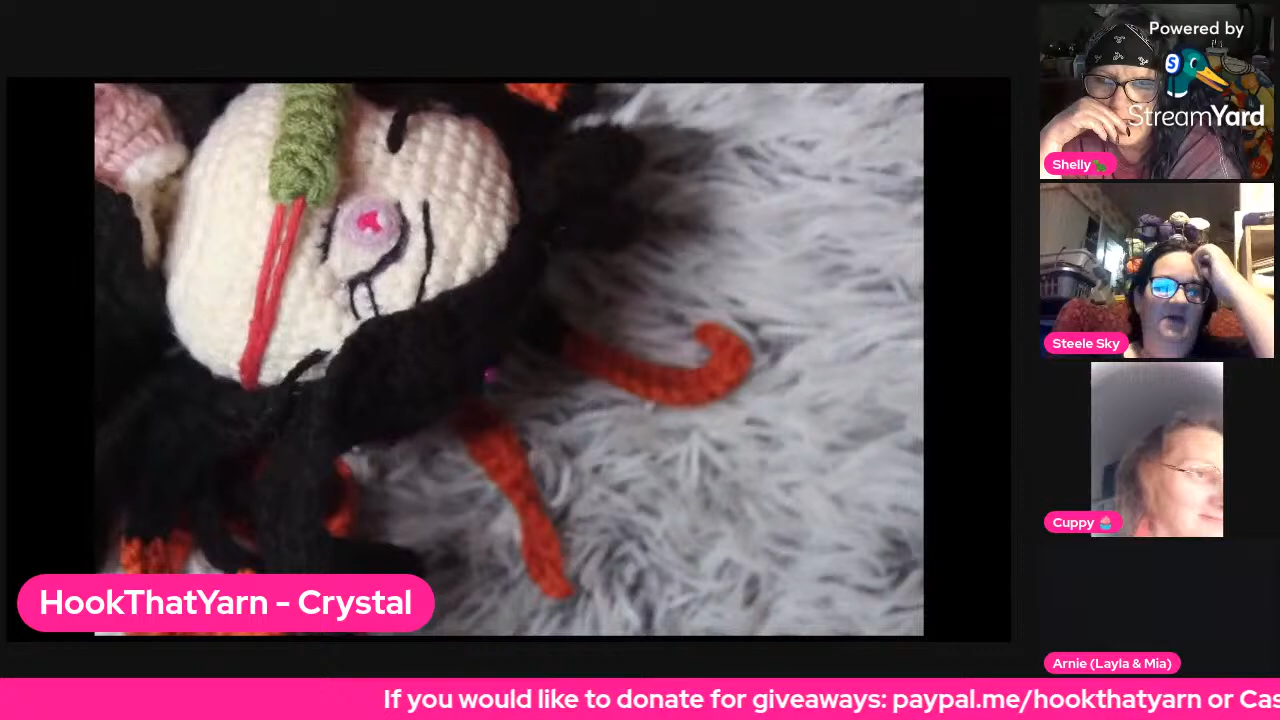 Powered by
S
StreamYard
Shelly🦖
Steele Sky
Cuppy 🧁
Arnie (Layla & Mia)
HookThatYarn - Crystal
If you would like to donate for giveaways: paypal.me/hookthatyarn or Cas